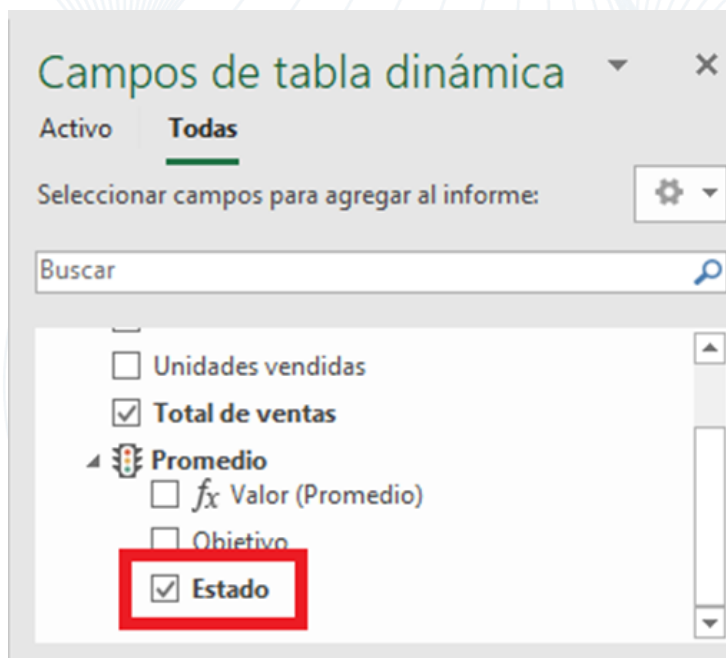 Campos de tabla dinámica
Activo Todas
Seleccionar campos para agregar al informe:
Buscar
Unidades vendidas
Total de ventas
Promedio
fx Valor (Promedio)
Objetivo
Estado